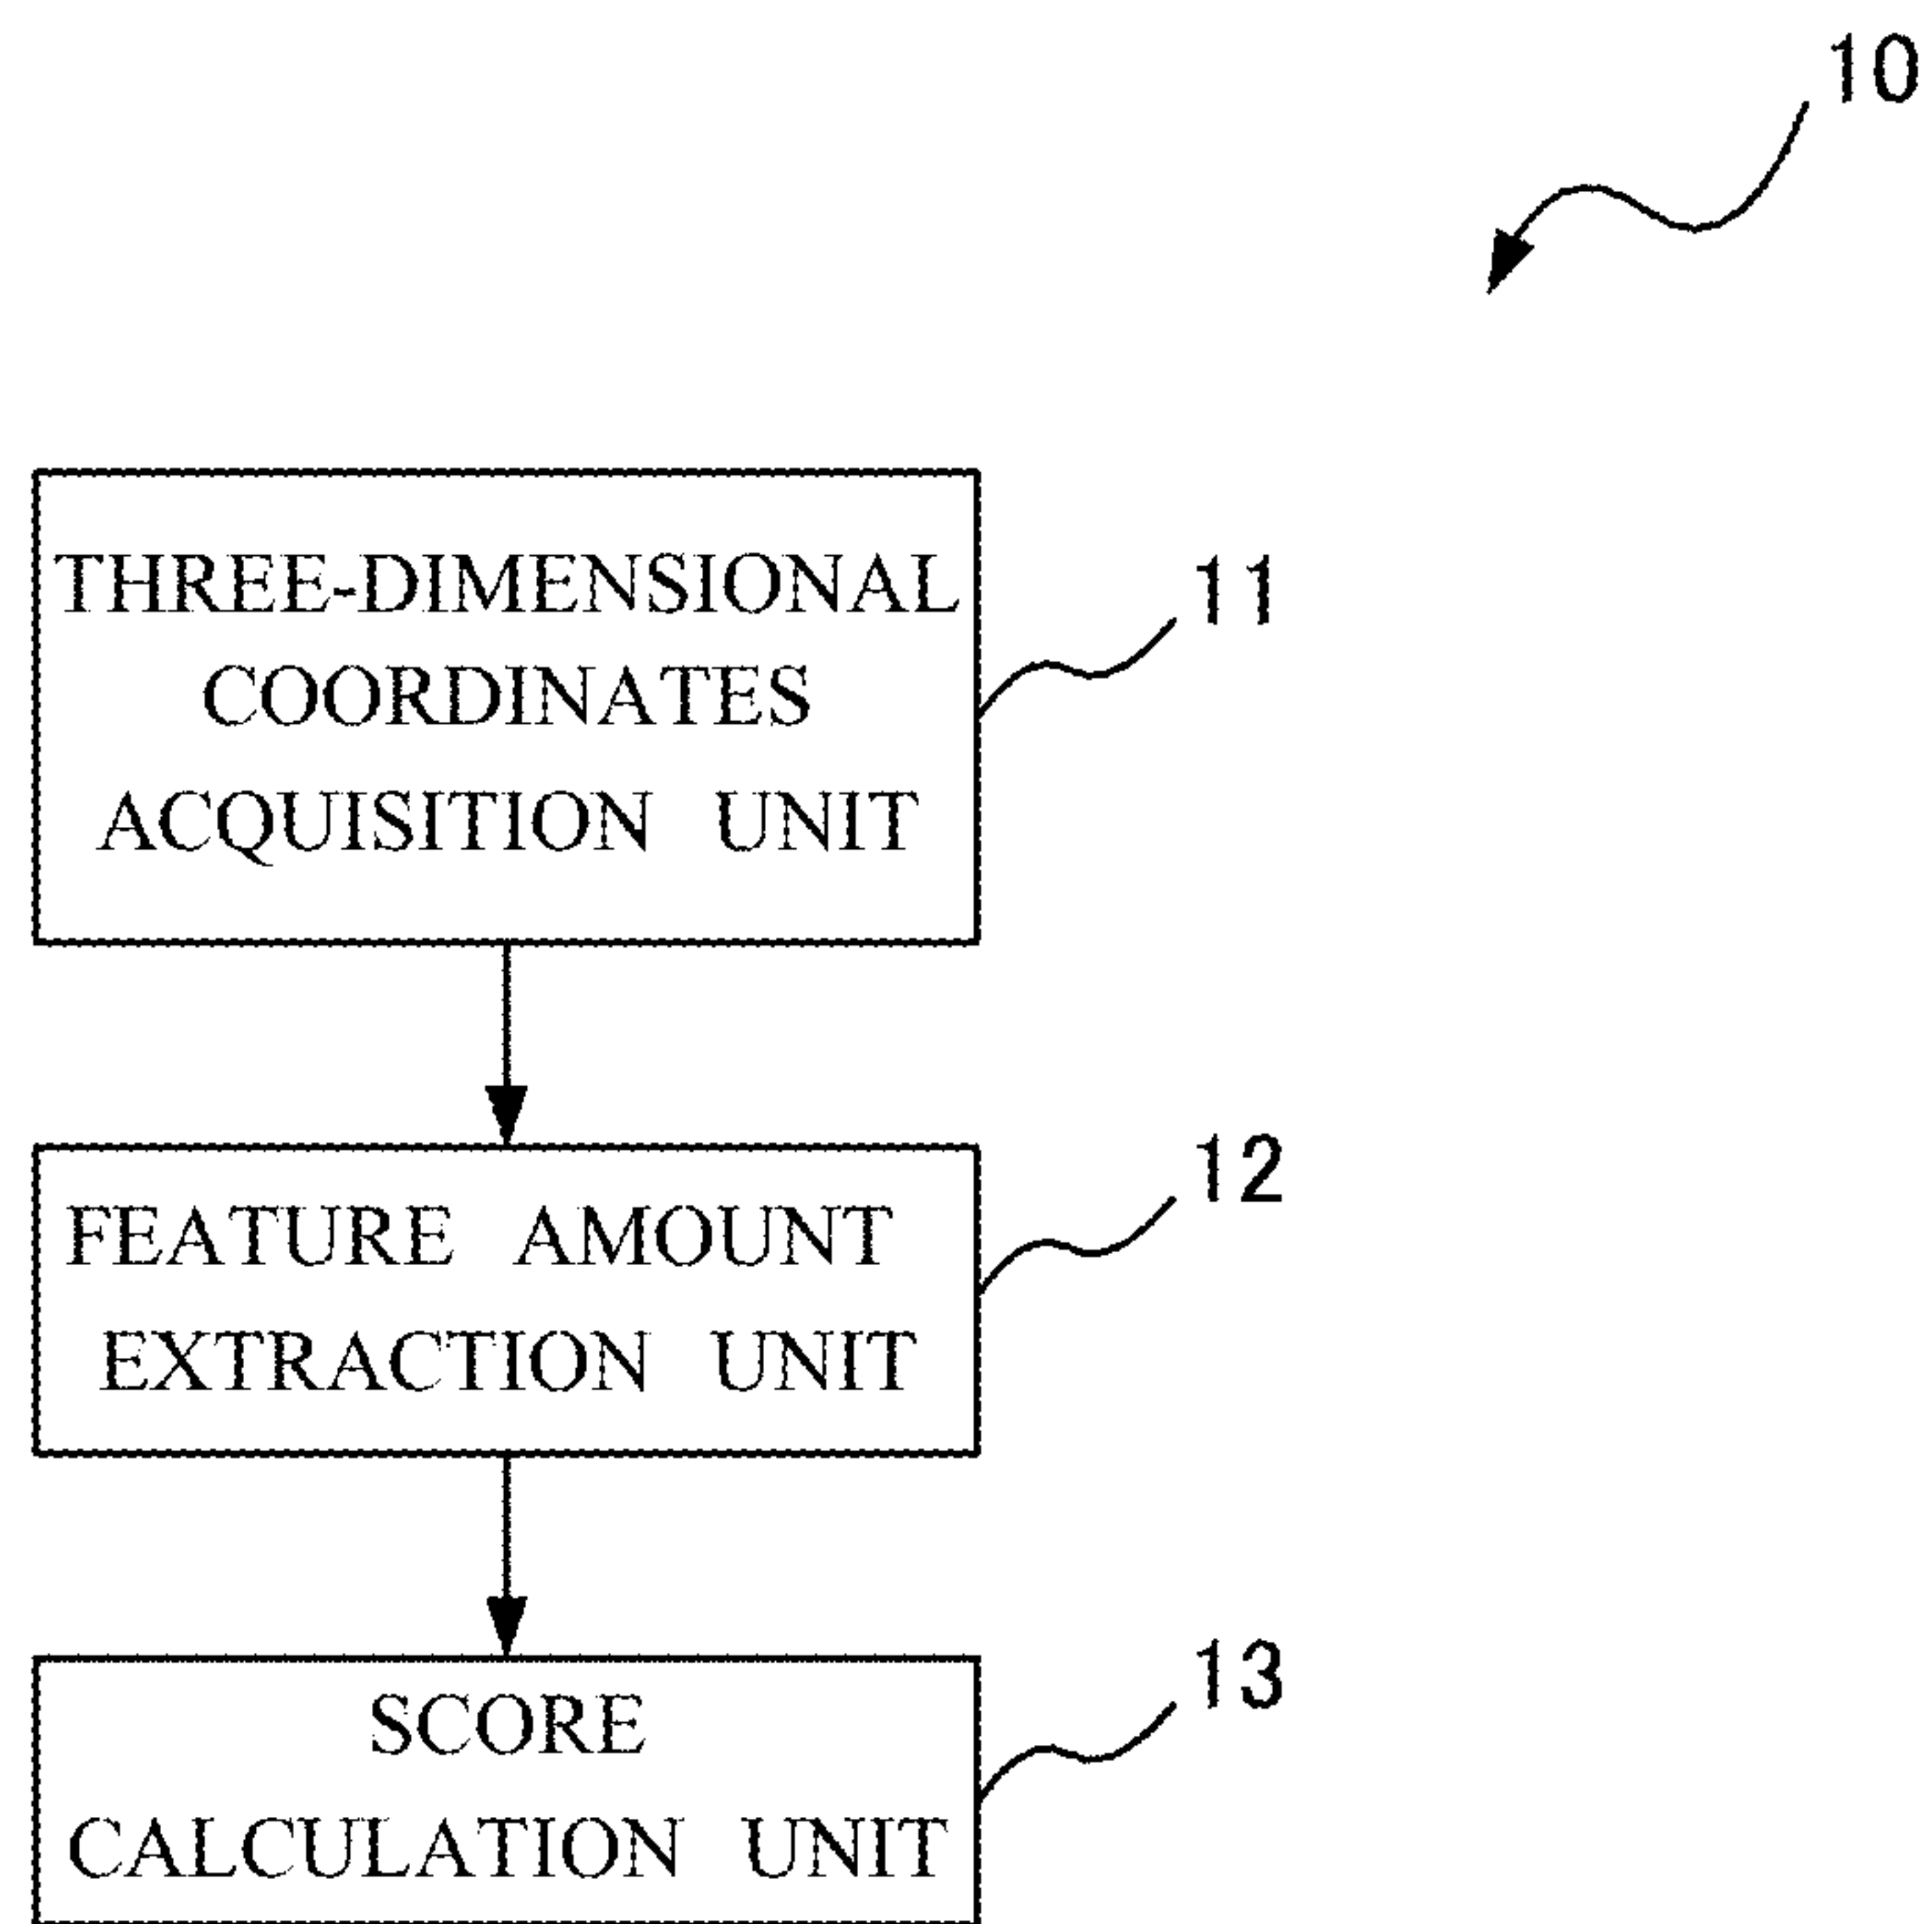 10
THREE-DIMENSIONAL
COORDINATES
ACQUISITION UNIT
11
FEATURE AMOUNT
EXTRACTION UNIT
12
SCORE
CALCULATION UNIT
13